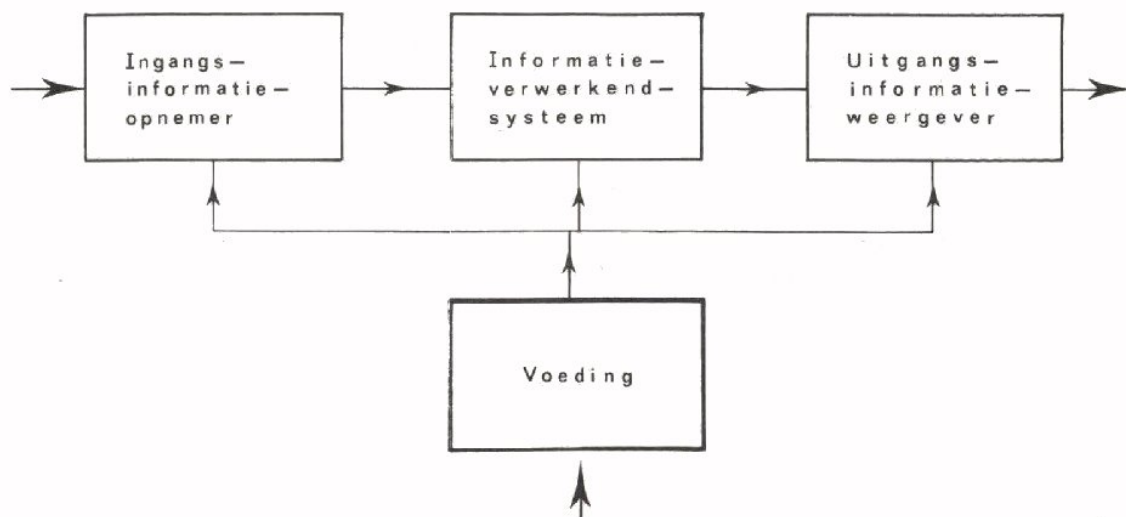 Ingangs-
informatie-
opnemer
Informatie-
verwerkend-
systeem
Uitgangs-
informatie-
weergever
Voeding